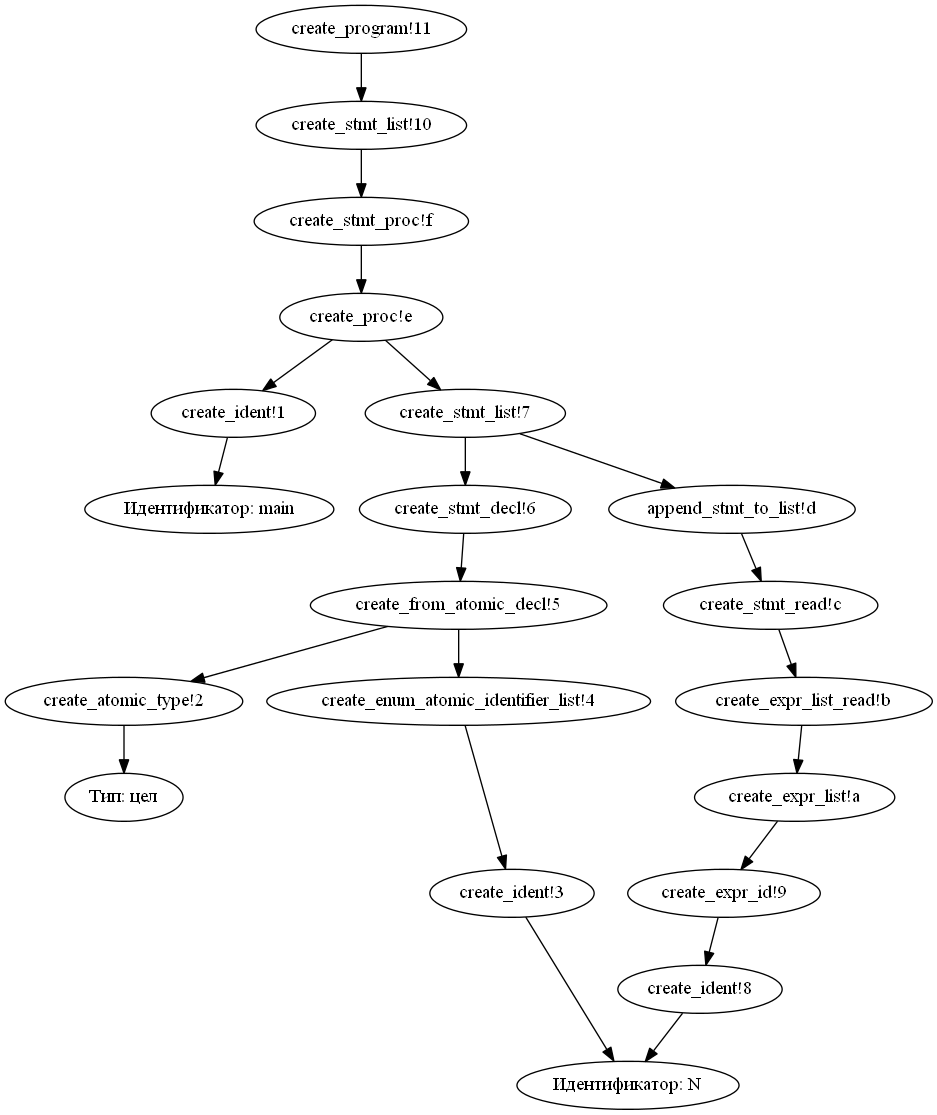 create_program!11
create_stmt_list!10
create_stmt_proc!f
create_proc!e
create_ident!1
create_stmt_list!7
Идентификатор: main
create_stmt_decl!6
append_stmt_to_list!d
create_from_atomic_decl!5
create_stmt_read!c
create_atomic_type!2
create_enum_atomic_identifier_list!4
create_expr_list_read!b
Тип: цел
create_expr_list!a
create_ident!3
create_expr_id!9
create_ident!8
Идентификатор: N